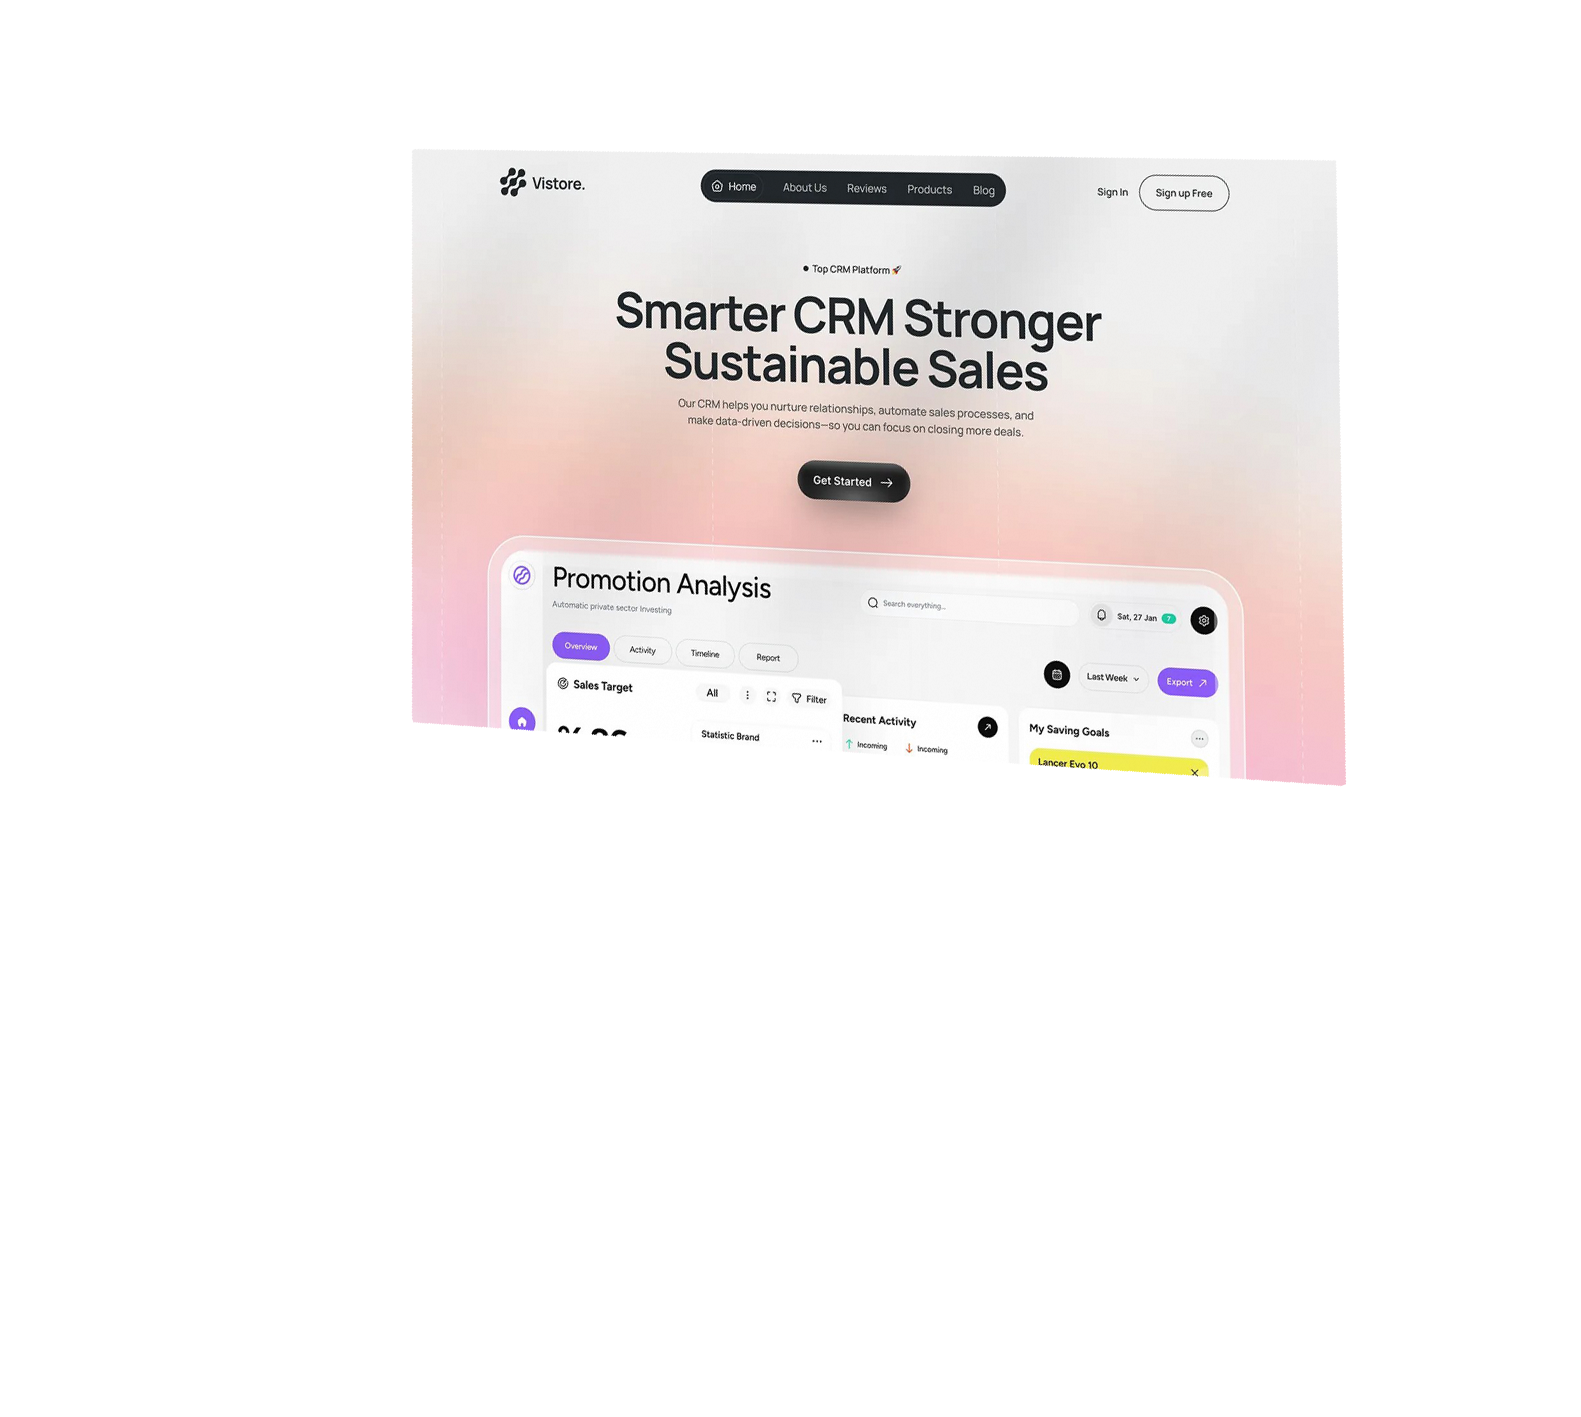 Vistore.
Home
About Us
Reviews
Products
Blog
Sign In
Sign up Free
Top CRM Platform 🚀
Smarter CRM Stronger
Sustainable Sales
Our CRM helps you nurture relationships, automate sales processes, and
make data-driven decisions—so you can focus on closing more deals.
Get Started
Promotion Analysis
Automatic private sector Investing
Search everything...
Sat, 27 Jan
7
Overview
Activity
Timeline
Report
Last Week
Export
Sales Target
All
Filter
Statistic Brand
Recent Activity
Incoming
Incoming
My Saving Goals
Lancer Evo 10